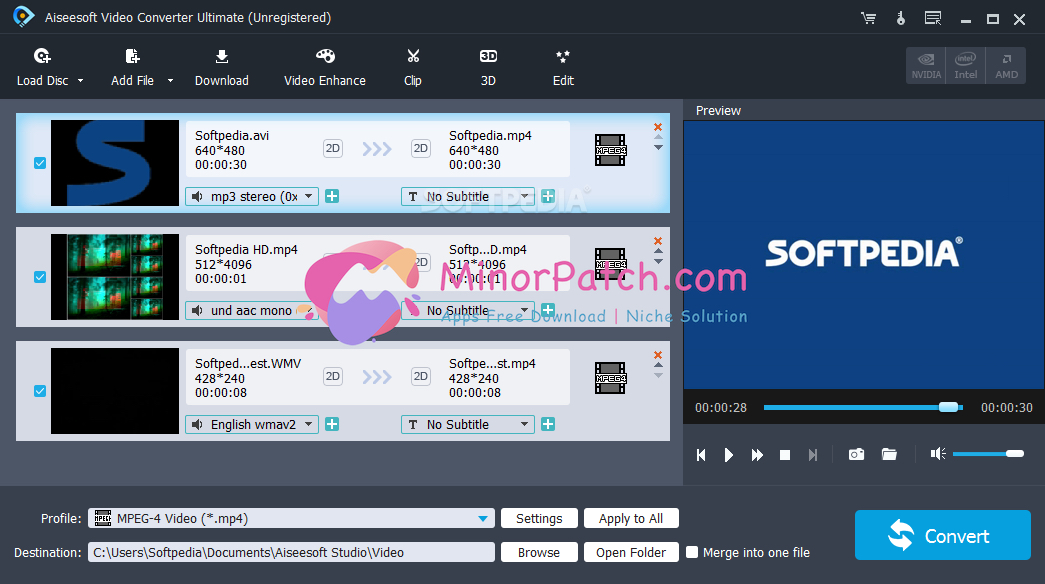 Aiseesoft Video Converter Ultimate (Unregistered)
Load Disc
Add File
Download
Video Enhance
Clip
3D
3D
Edit
NVIDIA
intel
Intel
AMD
Softpedia.avi
640*480
00:00:30
2D
2D
Softpedia.mp4
640*480
00:00:30
MPEG4
mp3 stereo (0x
T No Subtitle
SOFTPEDIA®
Softpedia HD.mp4
512*4096
00:00:01
2D
Softp...D.mp4
512*4096
00:00:01
MPEG4
und aac mono
No Subtitle
MinorPatch.com
Apps Free Download | Niche Solution
Softped...est.WMV
428*240
00:00:08
2D
2D
Softpe...st.mp4
428*240
00:00:08
MPEG4
English wmav2
T No Subtitle
Preview
SOFTPEDIA®
00:00:28
00:00:30
Profile:
MPEG4
MPEG-4 Video (*.mp4)
Settings
Apply to All
Destination:
C:\Users\Softpedia\Documents\Aiseesoft Studio\Video
Browse
Open Folder
Merge into one file
Convert